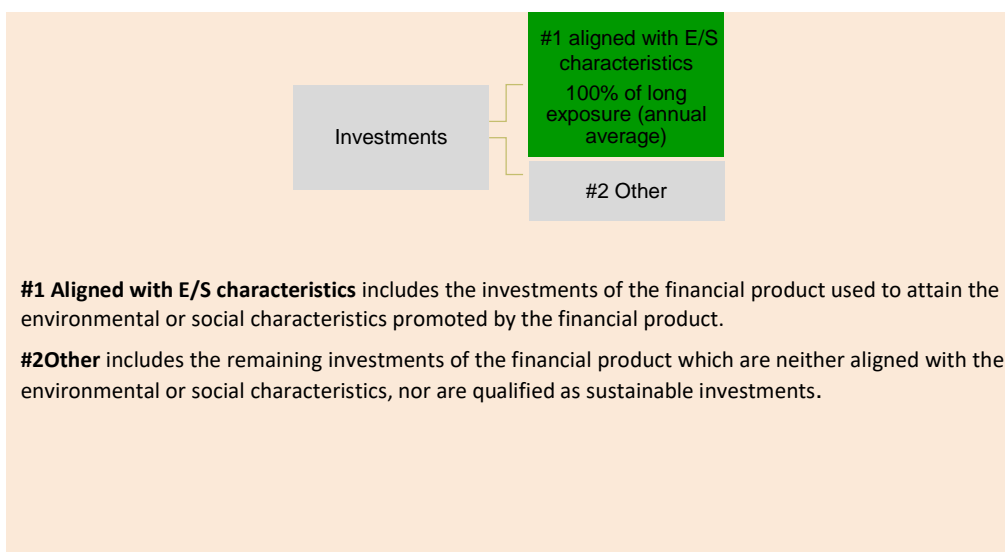 #1 aligned with E/S
characteristics
100% of long
exposure (annual
average)
Investments
#2 Other
#1 Aligned with E/S characteristics includes the investments of the financial product used to attain the
environmental or social characteristics promoted by the financial product.
#2Other includes the remaining investments of the financial product which are neither aligned with the
environmental or social characteristics, nor are qualified as sustainable investments.